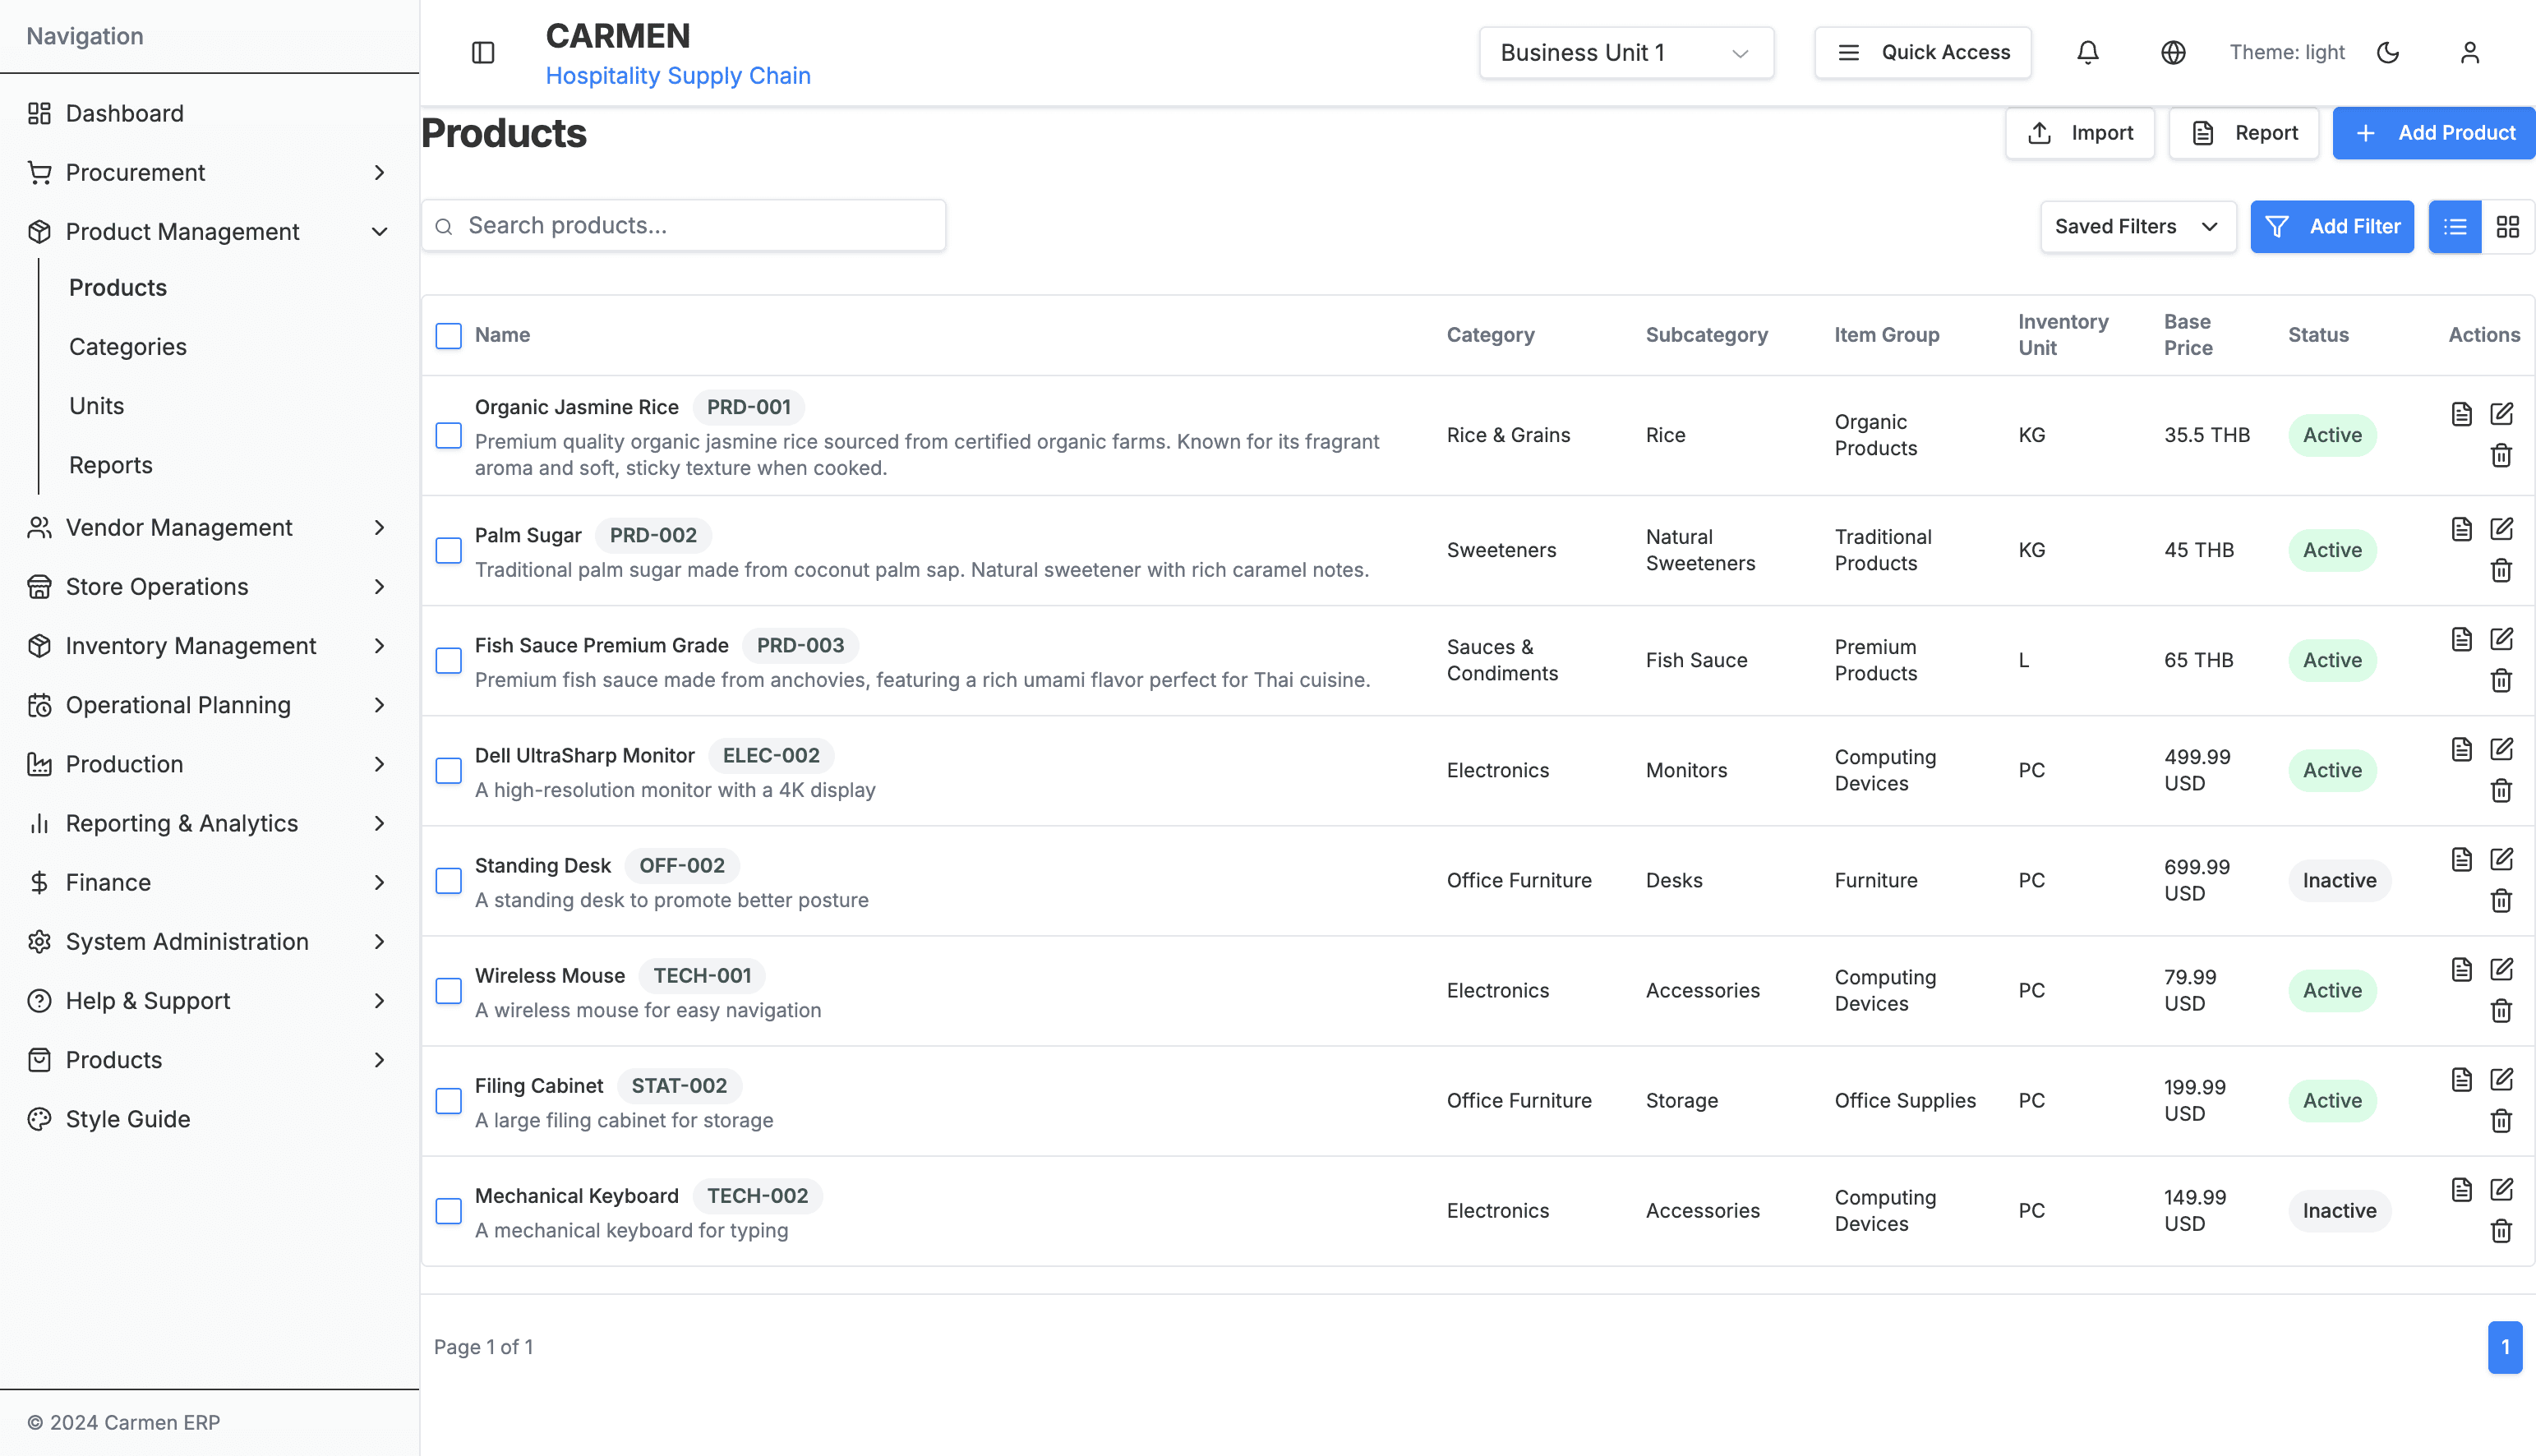 Navigation
Dashboard
Procurement
Product Management
Products
Categories
Units
Reports
Vendor Management
Store Operations
Inventory Management
Operational Planning
Production
Reporting & Analytics
Finance
System Administration
Help & Support
Products
Style Guide
© 2024 Carmen ERP
CARMEN
Hospitality Supply Chain
Business Unit 1
Quick Access
Theme: light
Products
Import
Report
Add Product
Search products...
Saved Filters
Add Filter
Name
Category
Subcategory
Item Group
Inventory
Unit
Base
Price
Status
Actions
Organic Jasmine Rice PRD-001
Premium quality organic jasmine rice sourced from certified organic farms. Known for its fragrant
aroma and soft, sticky texture when cooked.
Rice & Grains
Rice
Organic
Products
KG
35.5 THB
Active
Palm Sugar PRD-002
Traditional palm sugar made from coconut palm sap. Natural sweetener with rich caramel notes.
Sweeteners
Natural
Sweeteners
Traditional
Products
KG
45 THB
Active
Fish Sauce Premium Grade PRD-003
Premium fish sauce made from anchovies, featuring a rich umami flavor perfect for Thai cuisine.
Sauces &
Condiments
Fish Sauce
Premium
Products
L
65 THB
Active
Dell UltraSharp Monitor ELEC-002
A high-resolution monitor with a 4K display
Electronics
Monitors
Computing
Devices
PC
499.99
USD
Active
Standing Desk OFF-002
A standing desk to promote better posture
Office Furniture
Desks
Furniture
PC
699.99
USD
Inactive
Wireless Mouse TECH-001
A wireless mouse for easy navigation
Electronics
Accessories
Computing
Devices
PC
79.99
USD
Active
Filing Cabinet STAT-002
A large filing cabinet for storage
Office Furniture
Storage
Office Supplies
PC
199.99
USD
Active
Mechanical Keyboard TECH-002
A mechanical keyboard for typing
Electronics
Accessories
Computing
Devices
PC
149.99
USD
Inactive
Page 1 of 1
1